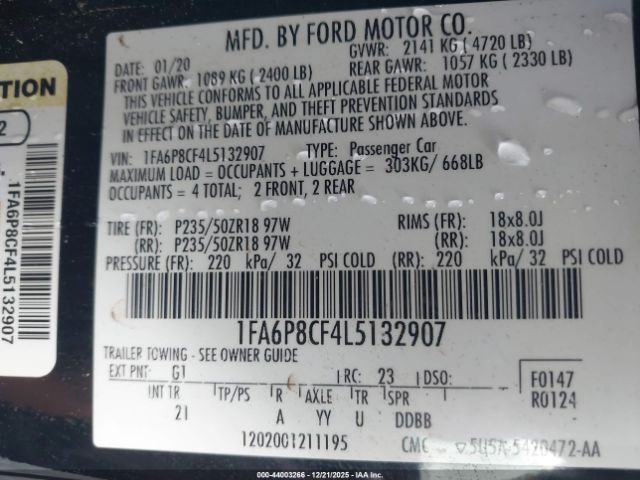 MFD. BY FORD MOTOR CO.
DATE: 01/20
GVWR: 2141 KG ( 4720 LB)
FRONT GAWR: 1089 KG ( 2400 LB)
REAR GAWR: 1057 KG ( 2330 LB)
THIS VEHICLE CONFORMS TO ALL APPLICABLE FEDERAL MOTOR
VEHICLE SAFETY, BUMPER, AND THEFT PREVENTION STANDARDS
IN EFFECT ON THE DATE OF MANUFACTURE SHOWN ABOVE.
VIN: 1FA6P8CF4L5132907 TYPE: Passenger Car
MAXIMUM LOAD = OCCUPANTS + LUGGAGE = 303KG/ 668LB
OCCUPANTS = 4 TOTAL; 2 FRONT, 2 REAR
TIRE (FR): P235/50ZR18 97W RIMS (FR): 18x8.0J
(RR): P235/50ZR18 97W (RR): 18x8.0J
PRESSURE (FR): 220 kPa/ 32 PSI COLD (RR): 220 kPa/ 32 PSI COLD
1FA6P8CF4L5132907
TRAILER TOWING - SEE OWNER GUIDE
EXT PNT: G1 RC: 23 DSO:
F0147
R0124
INT TR TP/PS R AXLE TR SPR
21 A YY U DDBB
120200121195
CMC
TION
2
1FA6P8CF4L5132907
IAA: 44003266 - 12/21/2025 - https://www.iaai.com/